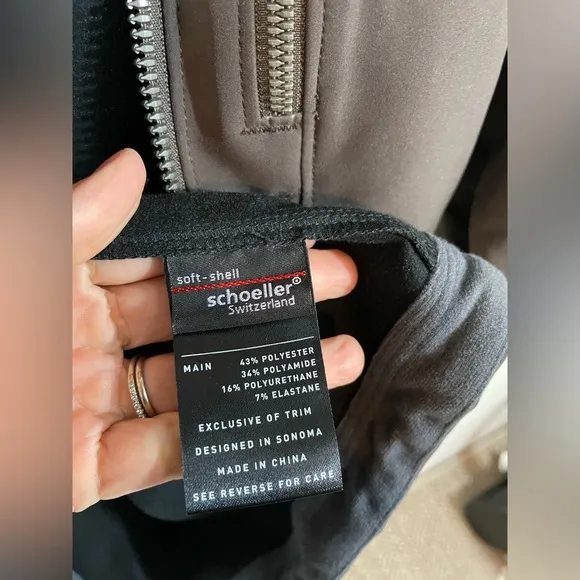 soft-shell
schoeller®
Switzerland
MAIN 43% POLYESTER
34% POLYAMIDE
16% POLYURETHANE
7% ELASTANE
EXCLUSIVE OF TRIM
DESIGNED IN SONOMA
MADE IN CHINA
SEE REVERSE FOR CARE